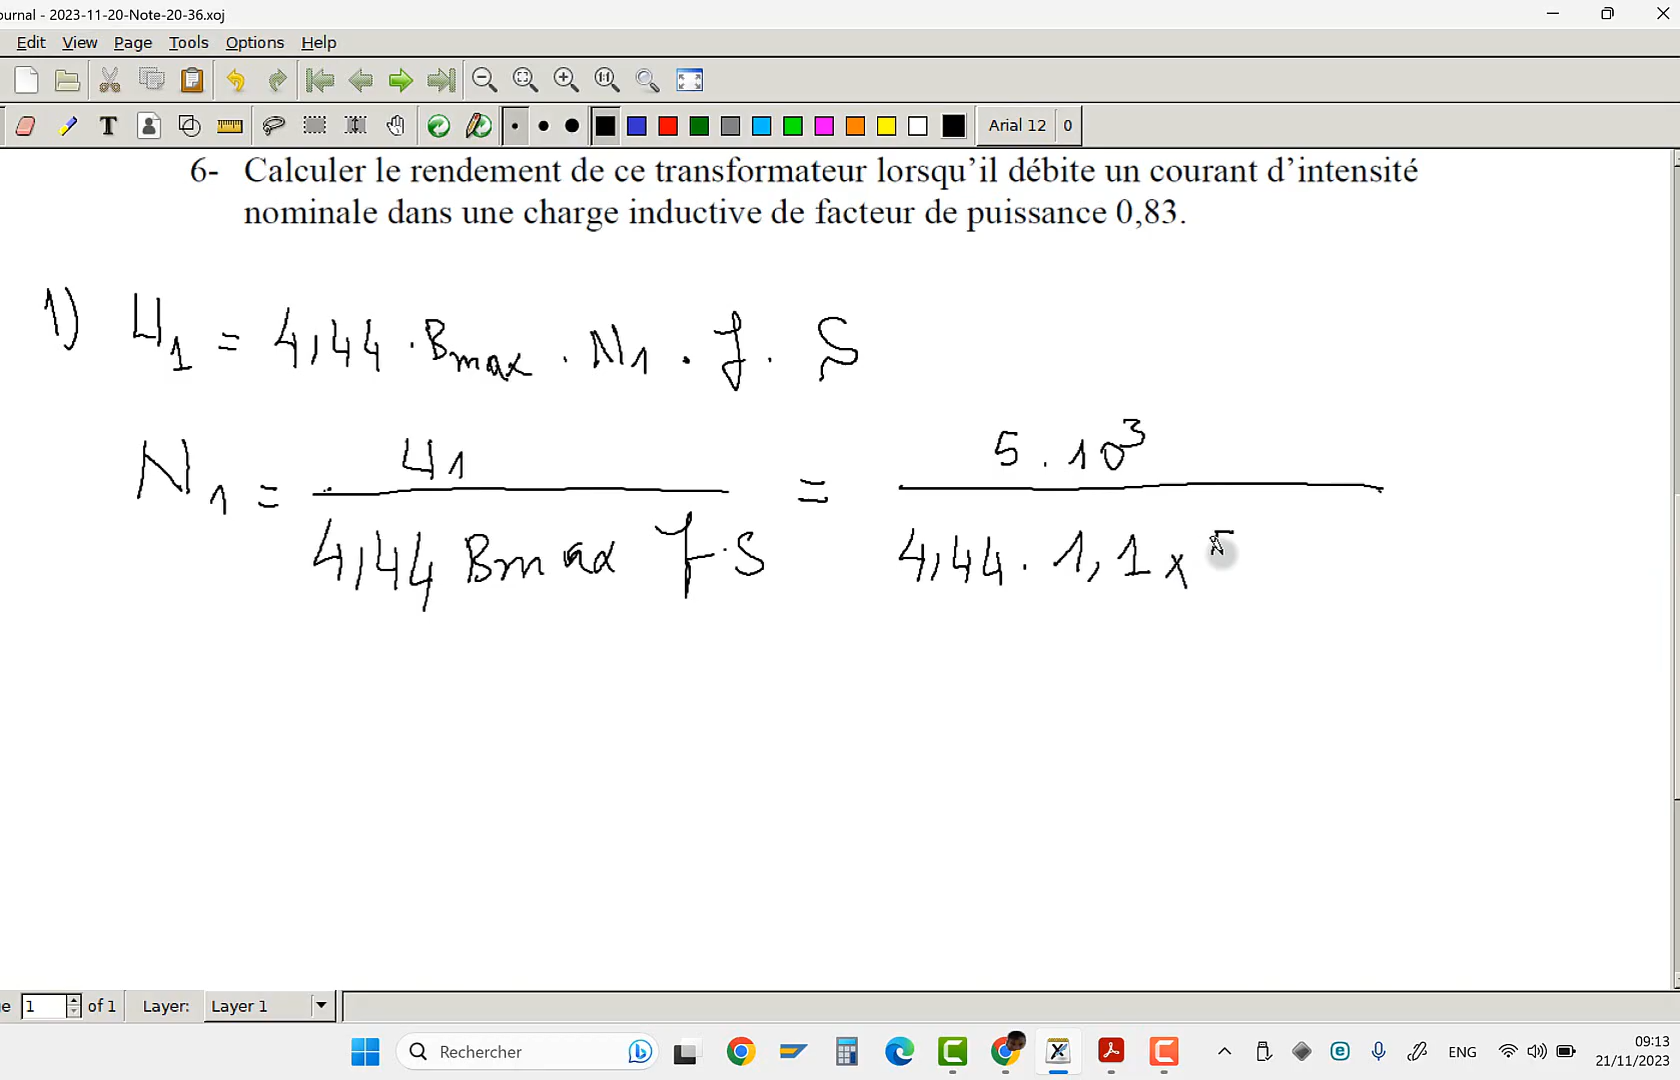 ournal - 2023-11-20-Note-20-36.xoj
Edit View Page Tools Options Help
Arial 12 0
6- Calculer le rendement de ce transformateur lorsqu'il débite un courant d'intensité
nominale dans une charge inductive de facteur de puissance 0,83.
1) U1 = 4,44 . Bmax . N1 . f . S
N1 = U1 / 4,44 Bmax f . S = 5 . 10³ / 4,44 . 1,1 x 5
e 1 of 1 Layer: Layer 1
Rechercher
ENG
09:13
21/11/2023